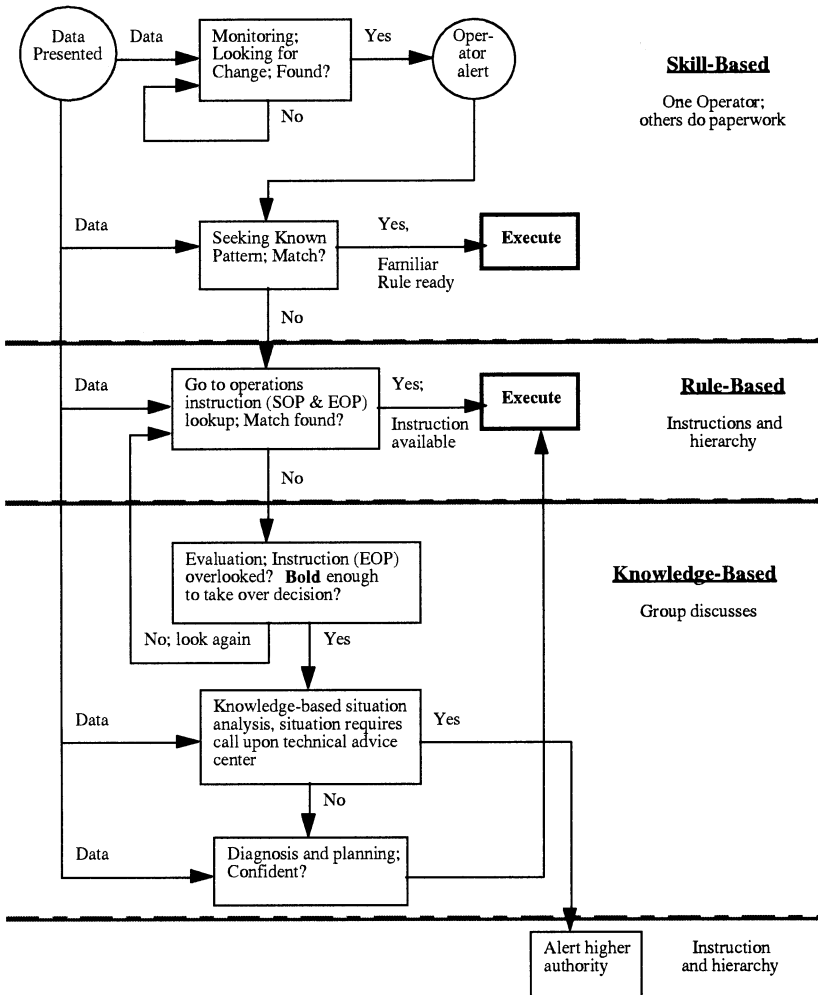 Data
Presented
Data
Monitoring;
Looking for
Change; Found?
Yes
Oper-
ator
alert
No
Skill-Based
One Operator;
others do paperwork
Data
Seeking Known
Pattern; Match?
Yes,
Familiar
Rule ready
Execute
No
Data
Go to operations
instruction (SOP & EOP)
lookup; Match found?
Yes;
Instruction
available
Execute
Rule-Based
Instructions and
hierarchy
No
Evaluation; Instruction (EOP)
overlooked? Bold enough
to take over decision?
Knowledge-Based
Group discusses
No; look again
Yes
Data
Knowledge-based situation
analysis, situation requires
call upon technical advice
center
Yes
No
Data
Diagnosis and planning;
Confident?
Alert higher
authority
Instruction
and hierarchy